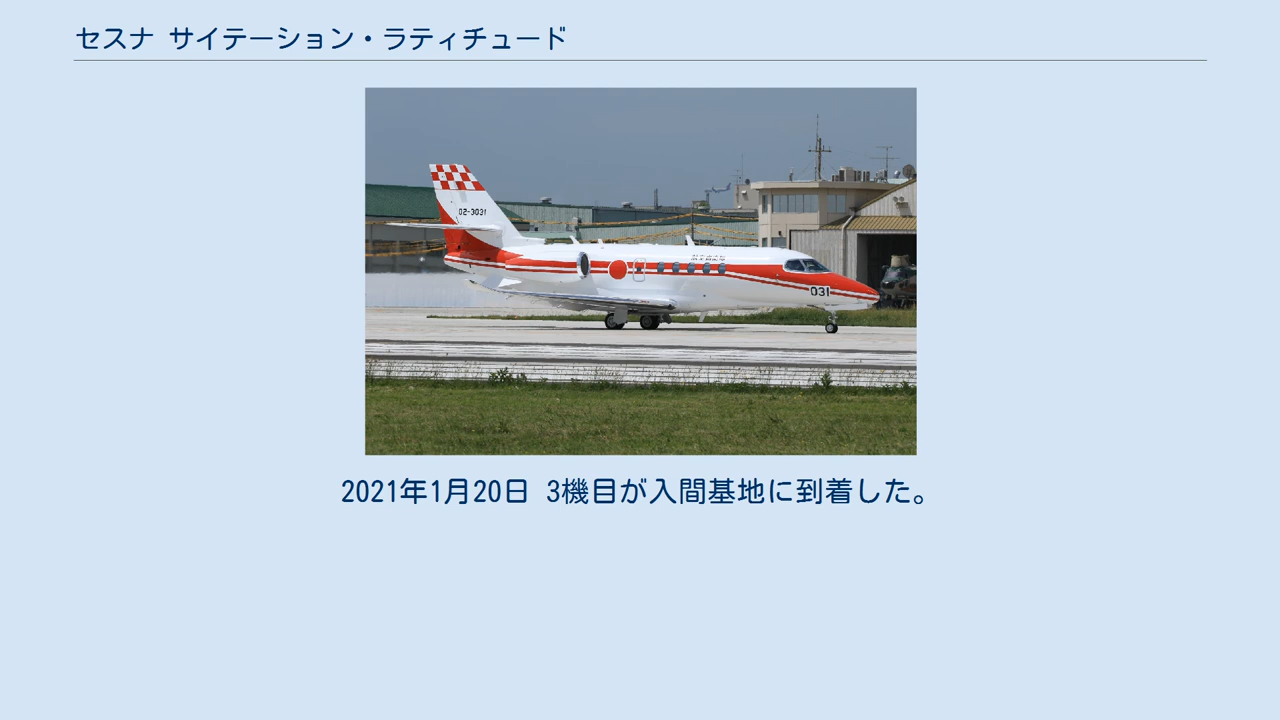 セスナ サイテーション・ラティチュード
02-3031
031
2021年1月20日 3機目が入間基地に到着した。